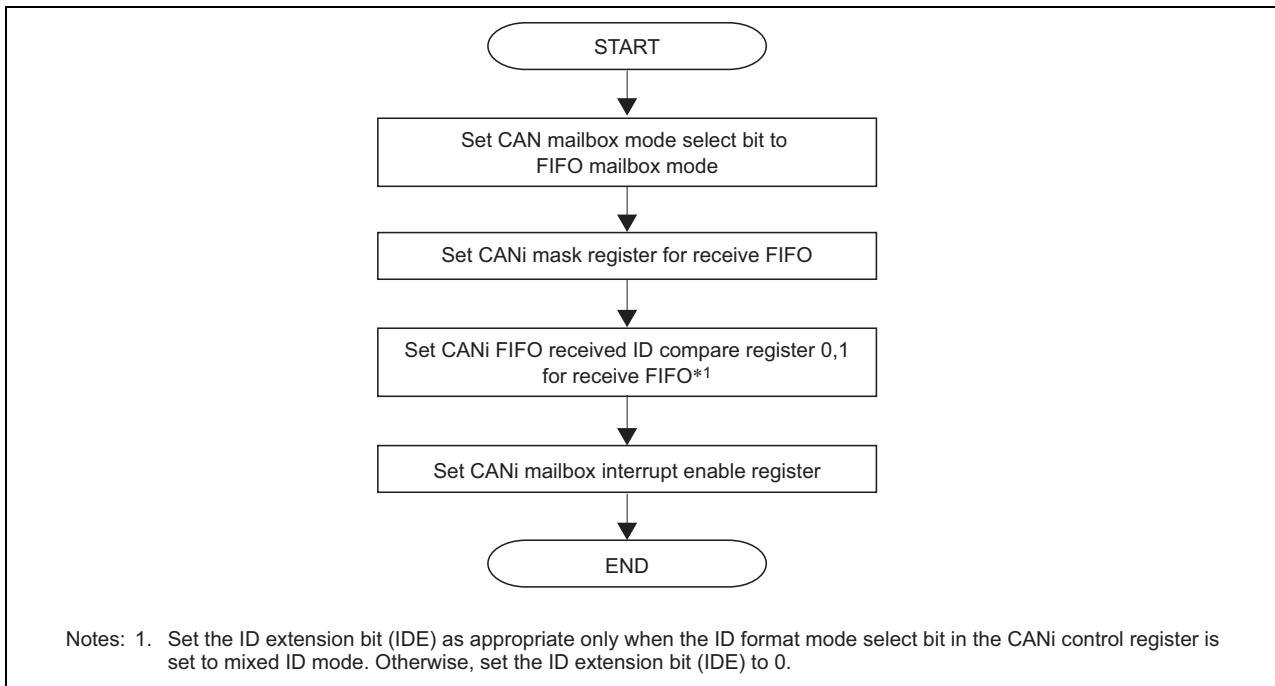 START
Set CAN mailbox mode select bit to
FIFO mailbox mode
Set CANi mask register for receive FIFO
Set CANi FIFO received ID compare register 0,1
for receive FIFO*1
Set CANi mailbox interrupt enable register
END
Notes: 1. Set the ID extension bit (IDE) as appropriate only when the ID format mode select bit in the CANi control register is
set to mixed ID mode. Otherwise, set the ID extension bit (IDE) to 0.